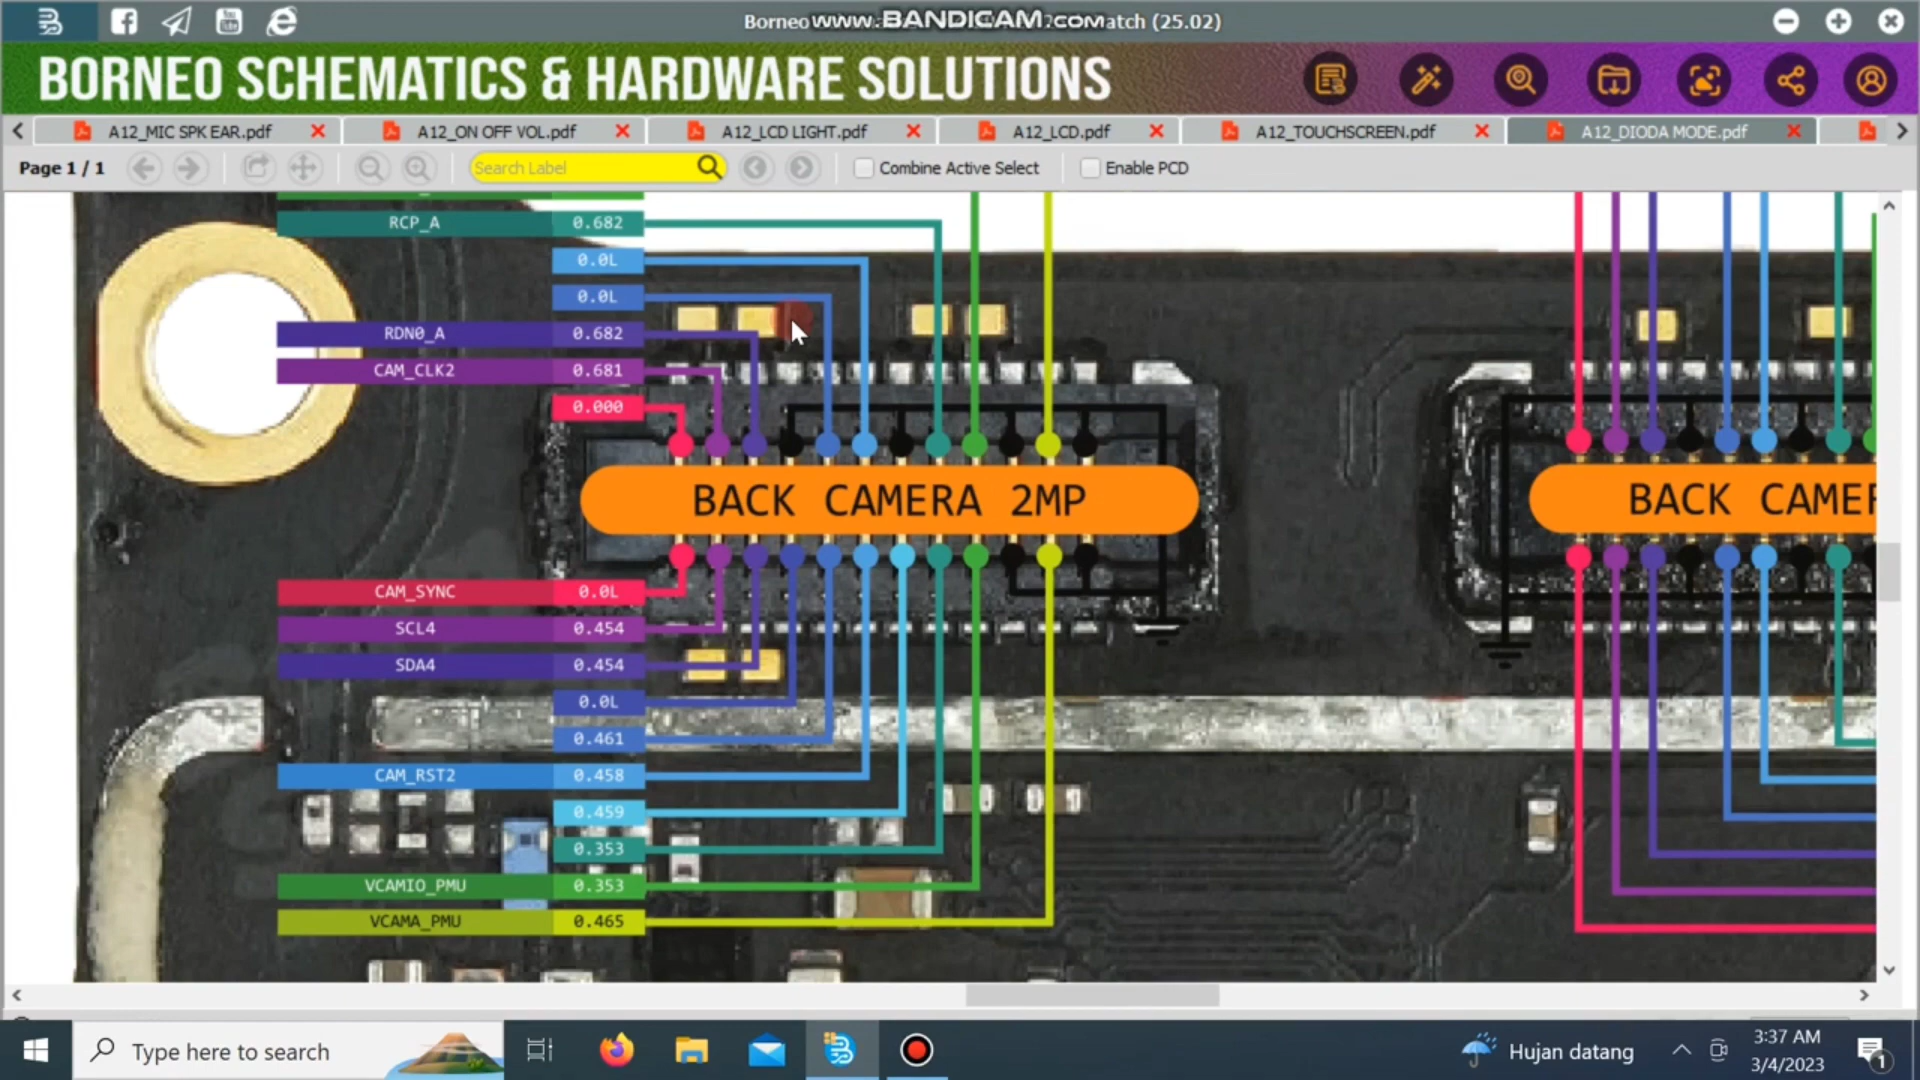 Borneo www.BANDICAM.COM atch (25.02)
BORNEO SCHEMATICS & HARDWARE SOLUTIONS
A12_MIC SPK EAR.pdf
A12_ON OFF VOL.pdf
A12_LCD LIGHT.pdf
A12_LCD.pdf
A12_TOUCHSCREEN.pdf
A12_DIODA MODE.pdf
Page 1 / 1
Search Label
Combine Active Select
Enable PCD
RCP_A 0.682
0.0L
0.0L
RDN0_A 0.682
CAM_CLK2 0.681
0.000
BACK CAMERA 2MP
BACK CAMER
CAM_SYNC 0.0L
SCL4 0.454
SDA4 0.454
0.0L
0.461
CAM_RST2 0.458
0.459
0.353
VCAMIO_PMU 0.353
VCAMA_PMU 0.465
Type here to search
Hujan datang
3:37 AM
3/4/2023
1